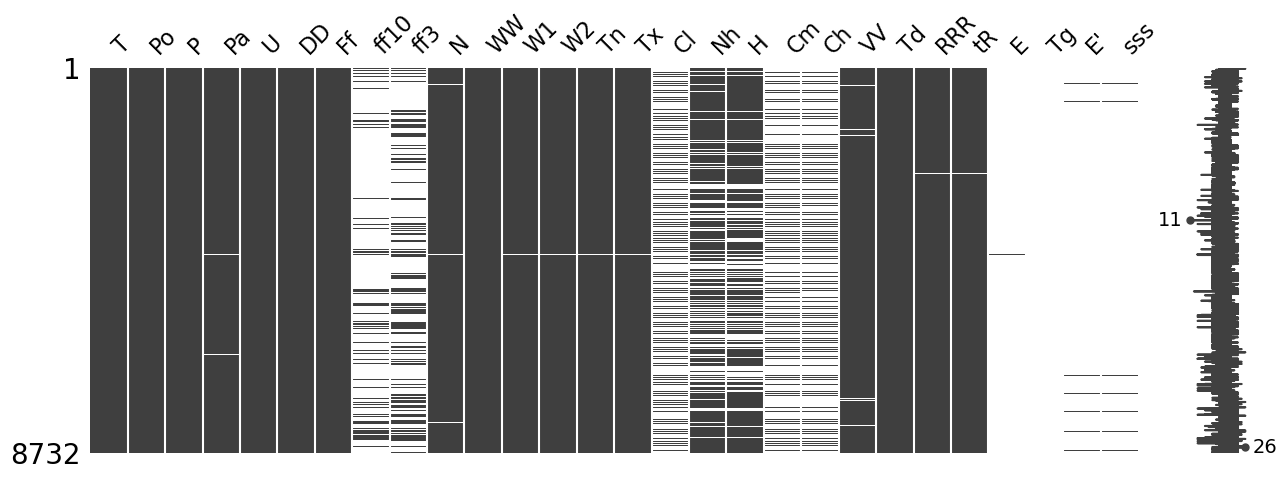 T Po P Pa U DD Ff ff10 ff3 N WW W1 W2 Tn Tx Cl Nh H Cm Ch VV Td RRR tR E Tg E' sss
1
11
8732
26